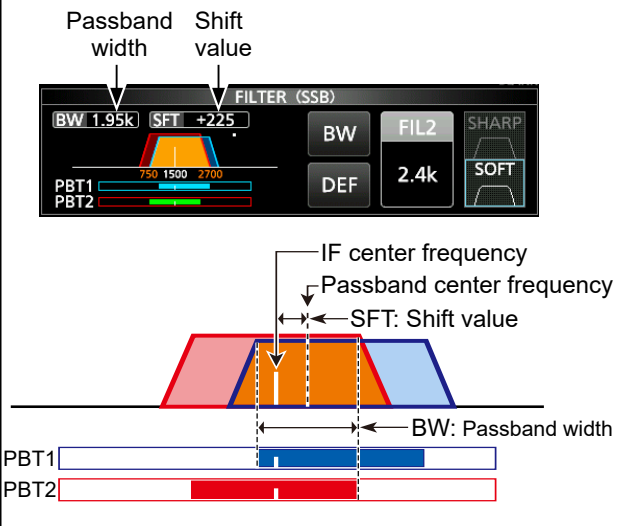 Passband width
Shift value
FILTER (SSB)
BW 1.95k SFT +225
BW
FIL2
SHARP
750 1500 2700
2.4k
SOFT
DEF
PBT1
PBT2
IF center frequency
Passband center frequency
SFT: Shift value
BW: Passband width
PBT1
PBT2